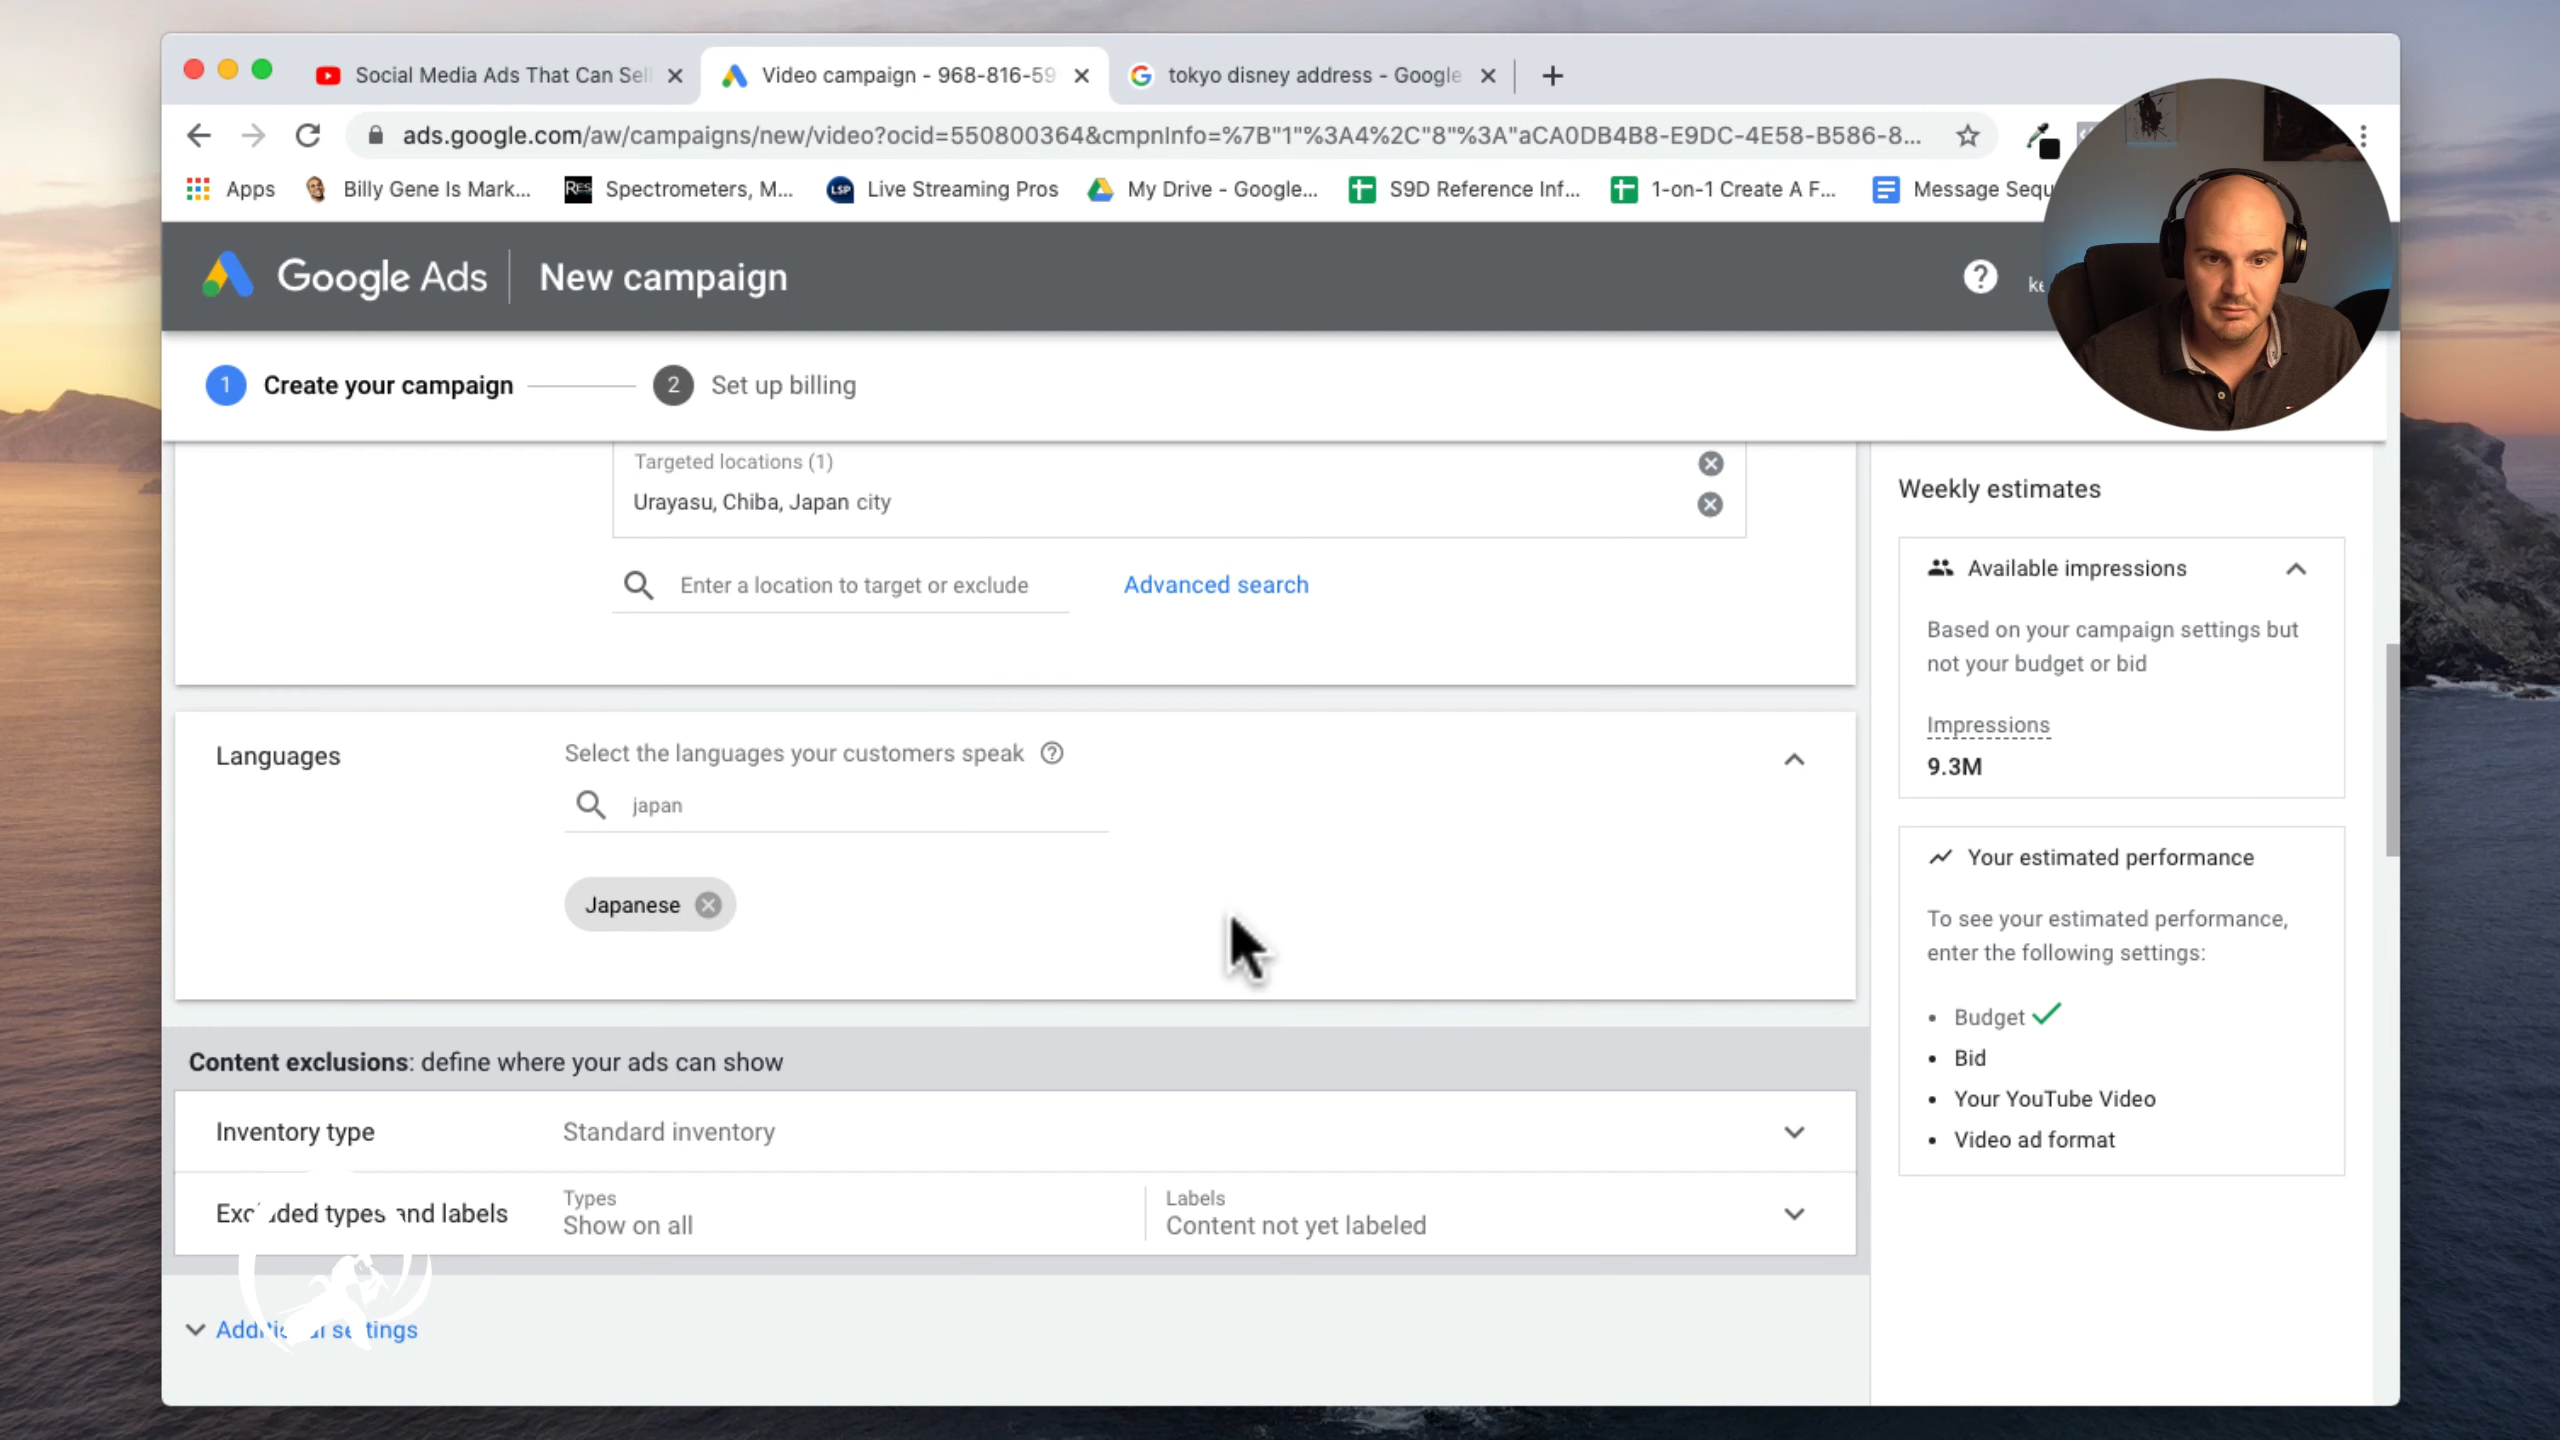 Social Media Ads That Can Sell
Video campaign - 968-816-59
tokyo disney address - Google
ads.google.com/aw/campaigns/new/video?ocid=550800364&cmpnInfo=%7B"1"%3A4%2C"8"%3A"aCA0DB4B8-E9DC-4E58-B586-8...
Apps
Billy Gene Is Mark...
RES
Spectrometers, M...
LSP
Live Streaming Pros
My Drive - Google...
S9D Reference Inf...
1-on-1 Create A F...
Message Sequ
Google Ads
New campaign
1 Create your campaign
2 Set up billing
Targeted locations (1)
Urayasu, Chiba, Japan city
Enter a location to target or exclude
Advanced search
Languages
Select the languages your customers speak
japan
Japanese
Content exclusions: define where your ads can show
Inventory type
Standard inventory
Excluded types and labels
Types
Show on all
Labels
Content not yet labeled
Additional settings
Weekly estimates
Available impressions
Based on your campaign settings but
not your budget or bid
Impressions
9.3M
Your estimated performance
To see your estimated performance,
enter the following settings:
• Budget
• Bid
• Your YouTube Video
• Video ad format